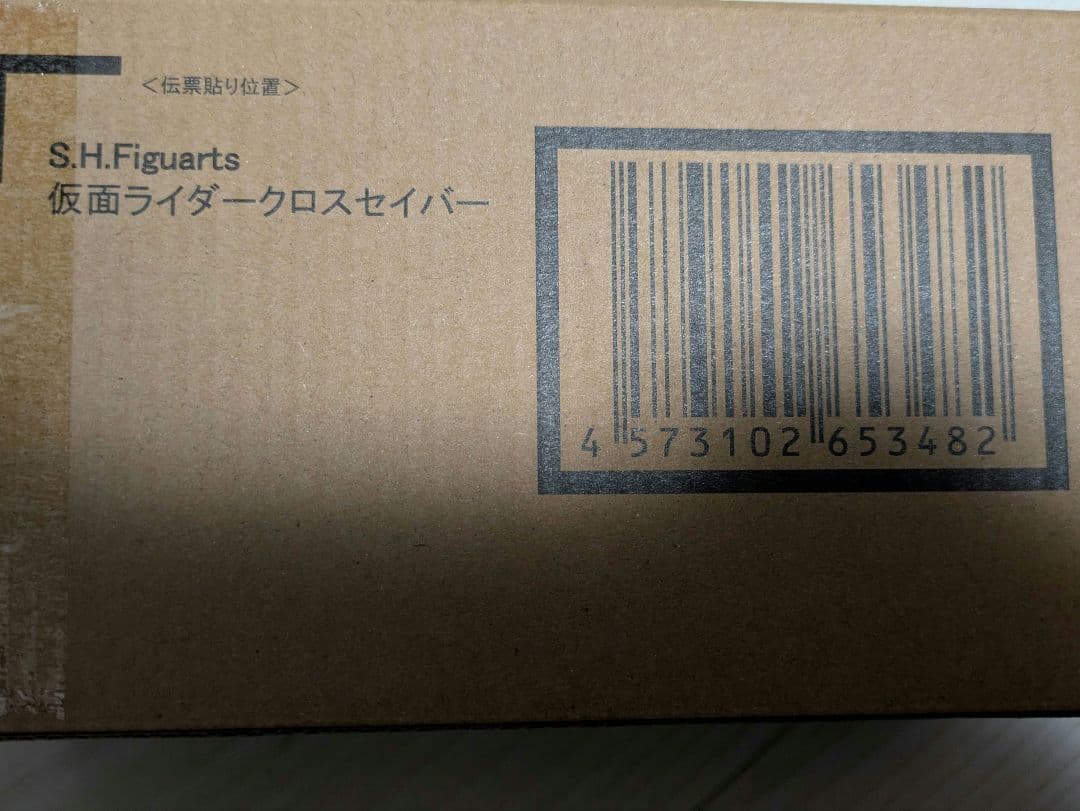 <伝票貼り位置>
S.H.Figuarts
仮面ライダークロスセイバー
4 573102 653482